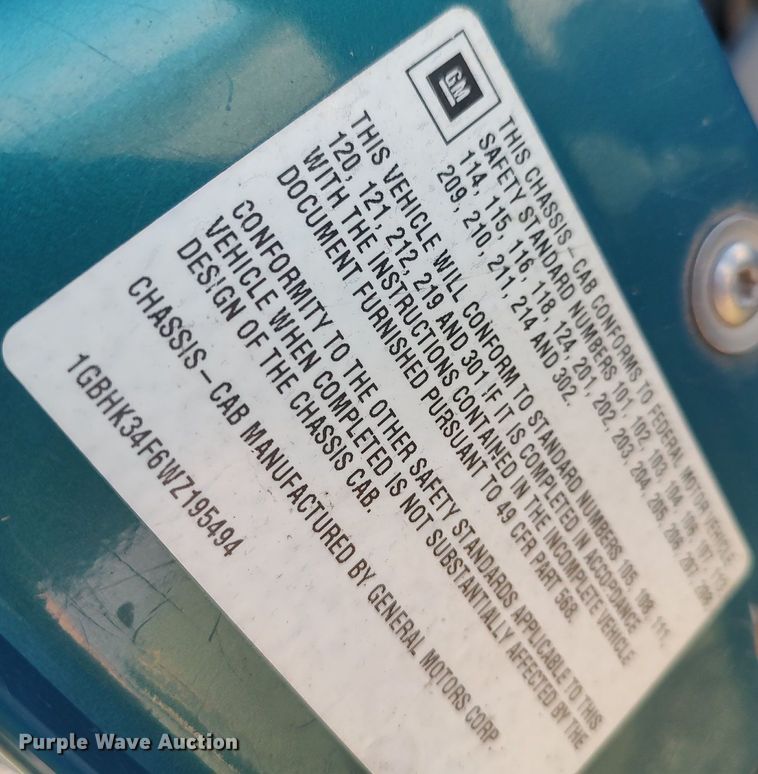 GM
THIS CHASSIS-CAB CONFORMS TO FEDERAL MOTOR VEHICLE
SAFETY STANDARD NUMBERS 101, 102, 103, 104, 106, 107, 113,
114, 115, 116, 118, 124, 201, 202, 203, 204, 205, 206, 207, 208,
209, 210, 211, 214 AND 302.
THIS VEHICLE WILL CONFORM TO STANDARD NUMBERS 105, 108, 111,
120, 121, 212, 219 AND 301 IF IT IS COMPLETED IN ACCORDANCE
WITH THE INSTRUCTIONS CONTAINED IN THE INCOMPLETE VEHICLE
DOCUMENT FURNISHED PURSUANT TO 49 CFR PART 568.
CONFORMITY TO THE OTHER SAFETY STANDARDS APPLICABLE TO THIS
VEHICLE WHEN COMPLETED IS NOT SUBSTANTIALLY AFFECTED BY THE
DESIGN OF THE CHASSIS CAB.
CHASSIS-CAB MANUFACTURED BY GENERAL MOTORS CORP
1GBHK34F6WZ195494
Purple Wave Auction